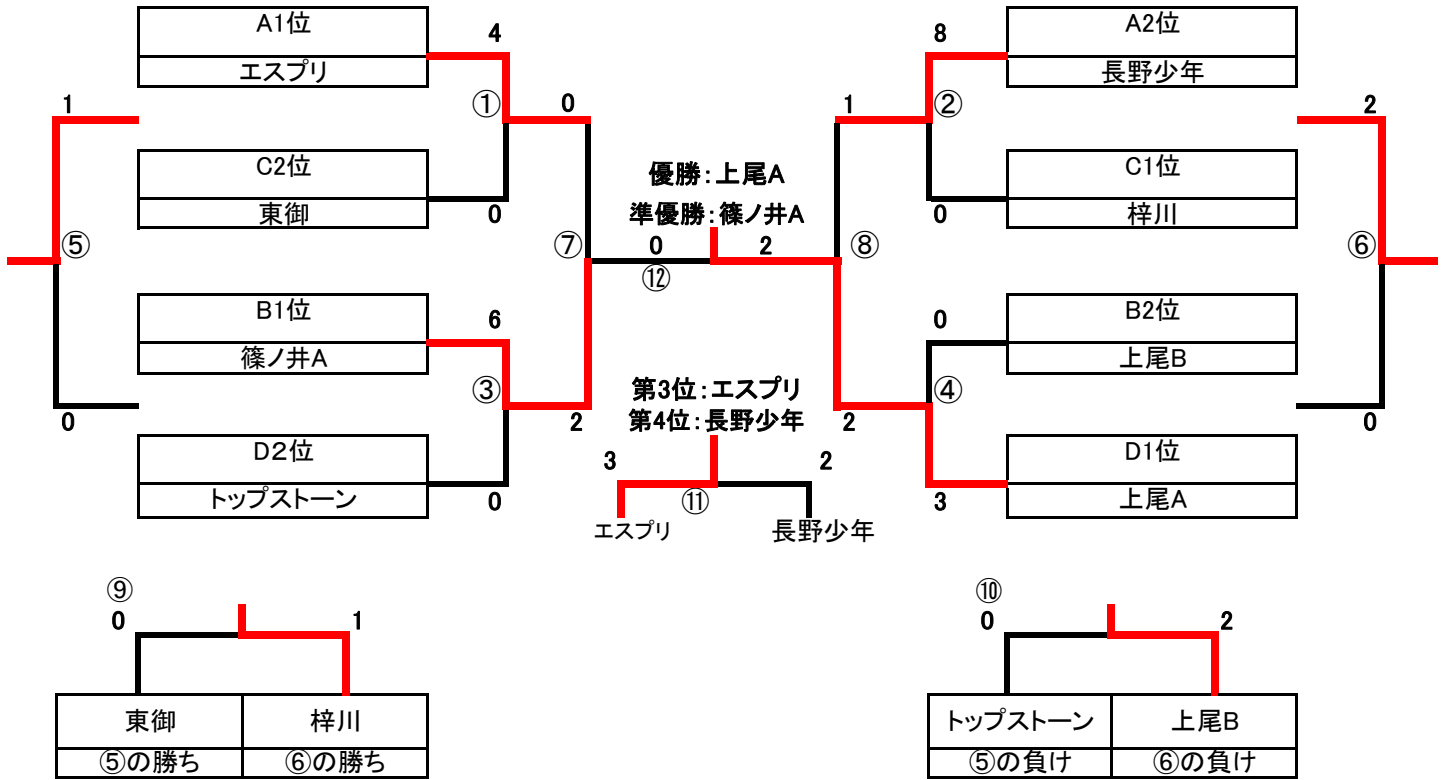 A1位
エスプリ
4
①
0
C2位
東御
0
1
⑤
0
B1位
篠ノ井A
6
③
2
D2位
トップストーン
0
⑦
優勝：上尾A
準優勝：篠ノ井A
0
2
⑫
⑧
第3位：エスプリ
第4位：長野少年
3
2
⑪
エスプリ
長野少年
A2位
長野少年
8
②
1
C1位
梓川
0
2
⑥
0
B2位
上尾B
0
④
2
D1位
上尾A
3
⑨
0
1
東御
梓川
⑤の勝ち
⑥の勝ち
⑩
0
2
トップストーン
上尾B
⑤の負け
⑥の負け